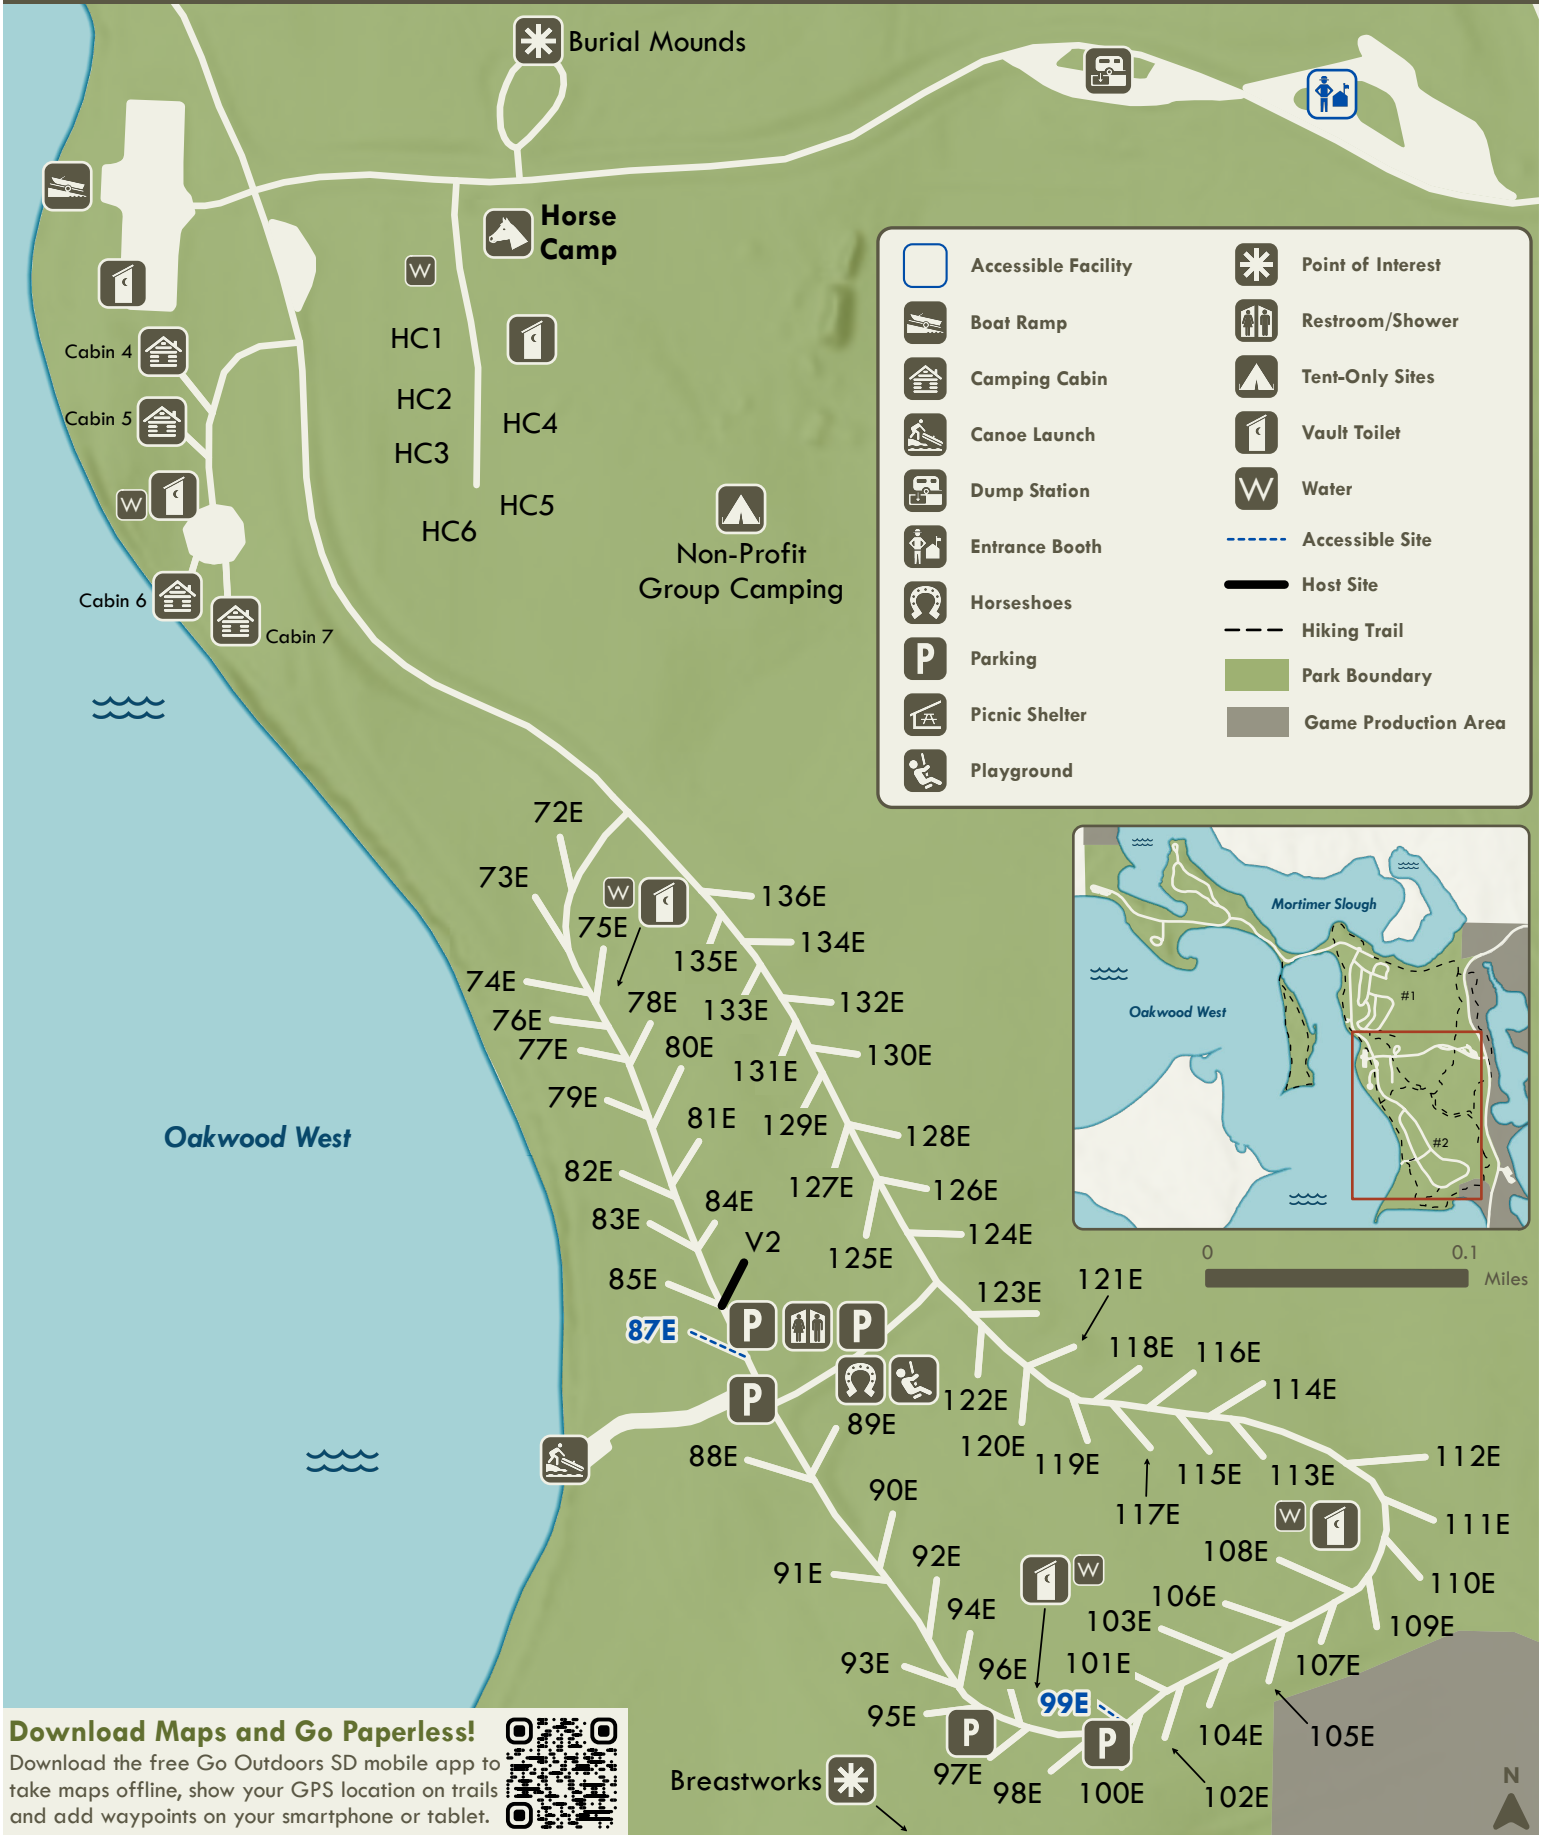 Burial Mounds
Horse
Camp
W
HC1
HC2
HC3
HC4
HC5
HC6
Cabin 4
Cabin 5
W
Cabin 6
Cabin 7
Non-Profit
Group Camping
Accessible Facility
Boat Ramp
Camping Cabin
Canoe Launch
Dump Station
Entrance Booth
Horseshoes
P Parking
Picnic Shelter
Playground
Point of Interest
Restroom/Shower
Tent-Only Sites
Vault Toilet
W Water
Accessible Site
Host Site
Hiking Trail
Park Boundary
Game Production Area
Mortimer Slough
Oakwood West
#1
#2
0 0.1
Miles
72E
73E
W
75E
74E
78E
76E
77E
80E
79E
81E
82E
84E
83E
V2
85E
87E
P
P
P
136E
134E
135E
133E
132E
130E
131E
129E
128E
127E
126E
124E
125E
123E
121E
118E
116E
114E
122E
120E
119E
117E
115E
113E
112E
111E
W
108E
110E
109E
106E
103E
107E
101E
105E
104E
102E
89E
88E
90E
91E
92E
94E
W
93E
96E
99E
95E
P
P
97E
98E
100E
Oakwood West
Breastworks
N
Download Maps and Go Paperless!
Download the free Go Outdoors SD mobile app to
take maps offline, show your GPS location on trails
and add waypoints on your smartphone or tablet.